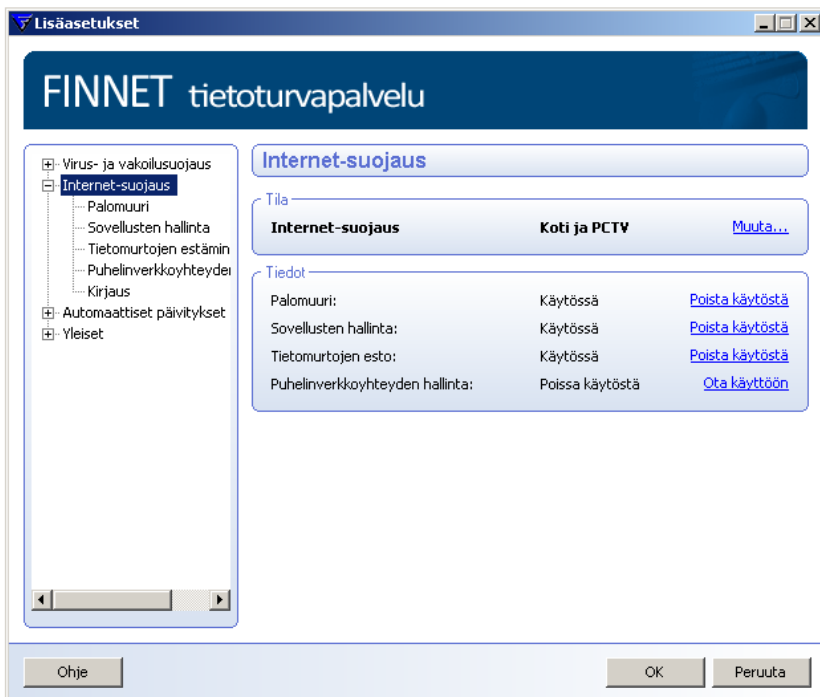 Lisäasetukset
FINNET tietoturvapalvelu
Virus- ja vakoilusuojaus
Internet-suojaus
Palomuuri
Sovellusten hallinta
Tietomurtojen estämin
Puhelinverkkoyhteyder
Kirjaus
Automaattiset päivitykset
Yleiset
Internet-suojaus
Tila
Internet-suojaus Koti ja PCTV Muuta...
Tiedot
Palomuuri: Käytössä Poista käytöstä
Sovellusten hallinta: Käytössä Poista käytöstä
Tietomurtojen esto: Käytössä Poista käytöstä
Puhelinverkkoyhteyden hallinta: Poissa käytöstä Ota käyttöön
Ohje OK Peruuta